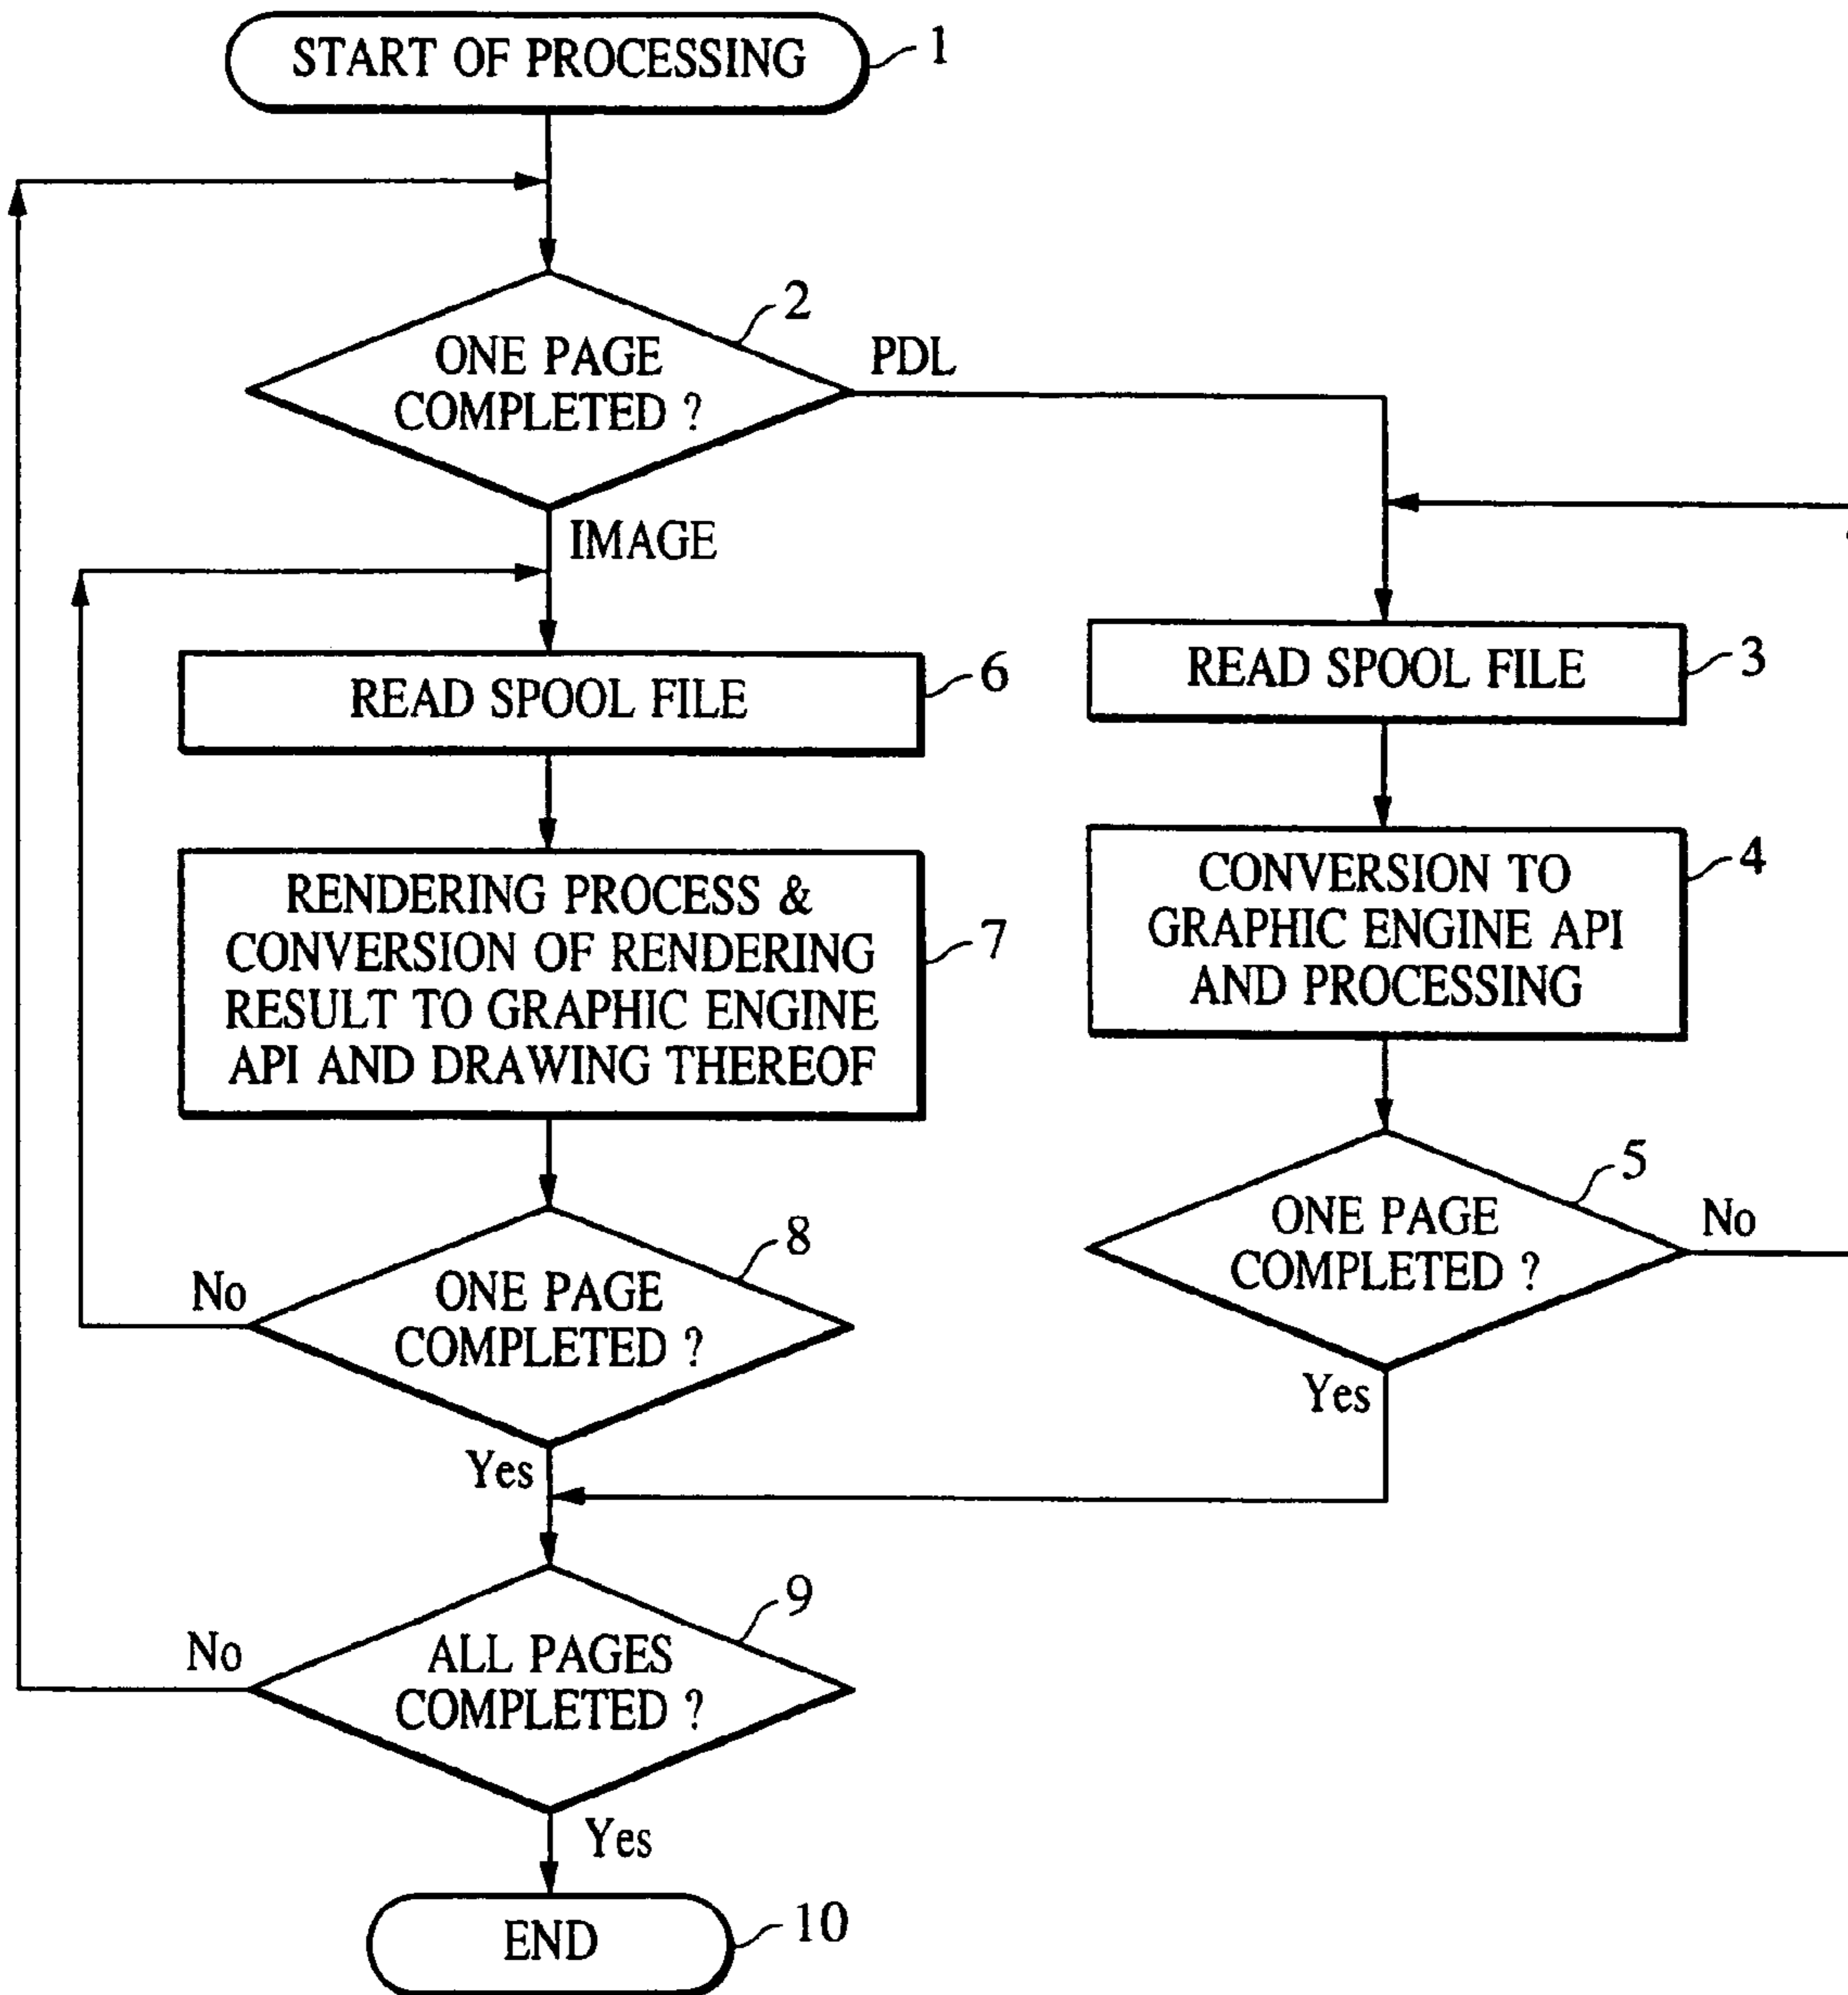 START OF PROCESSING
1
ONE PAGE
COMPLETED ?
2
PDL
IMAGE
READ SPOOL FILE
6
READ SPOOL FILE
3
RENDERING PROCESS &
CONVERSION OF RENDERING
RESULT TO GRAPHIC ENGINE
API AND DRAWING THEREOF
7
CONVERSION TO
GRAPHIC ENGINE API
AND PROCESSING
4
ONE PAGE
COMPLETED ?
5
No
Yes
ONE PAGE
COMPLETED ?
8
No
Yes
ALL PAGES
COMPLETED ?
9
No
Yes
END
10